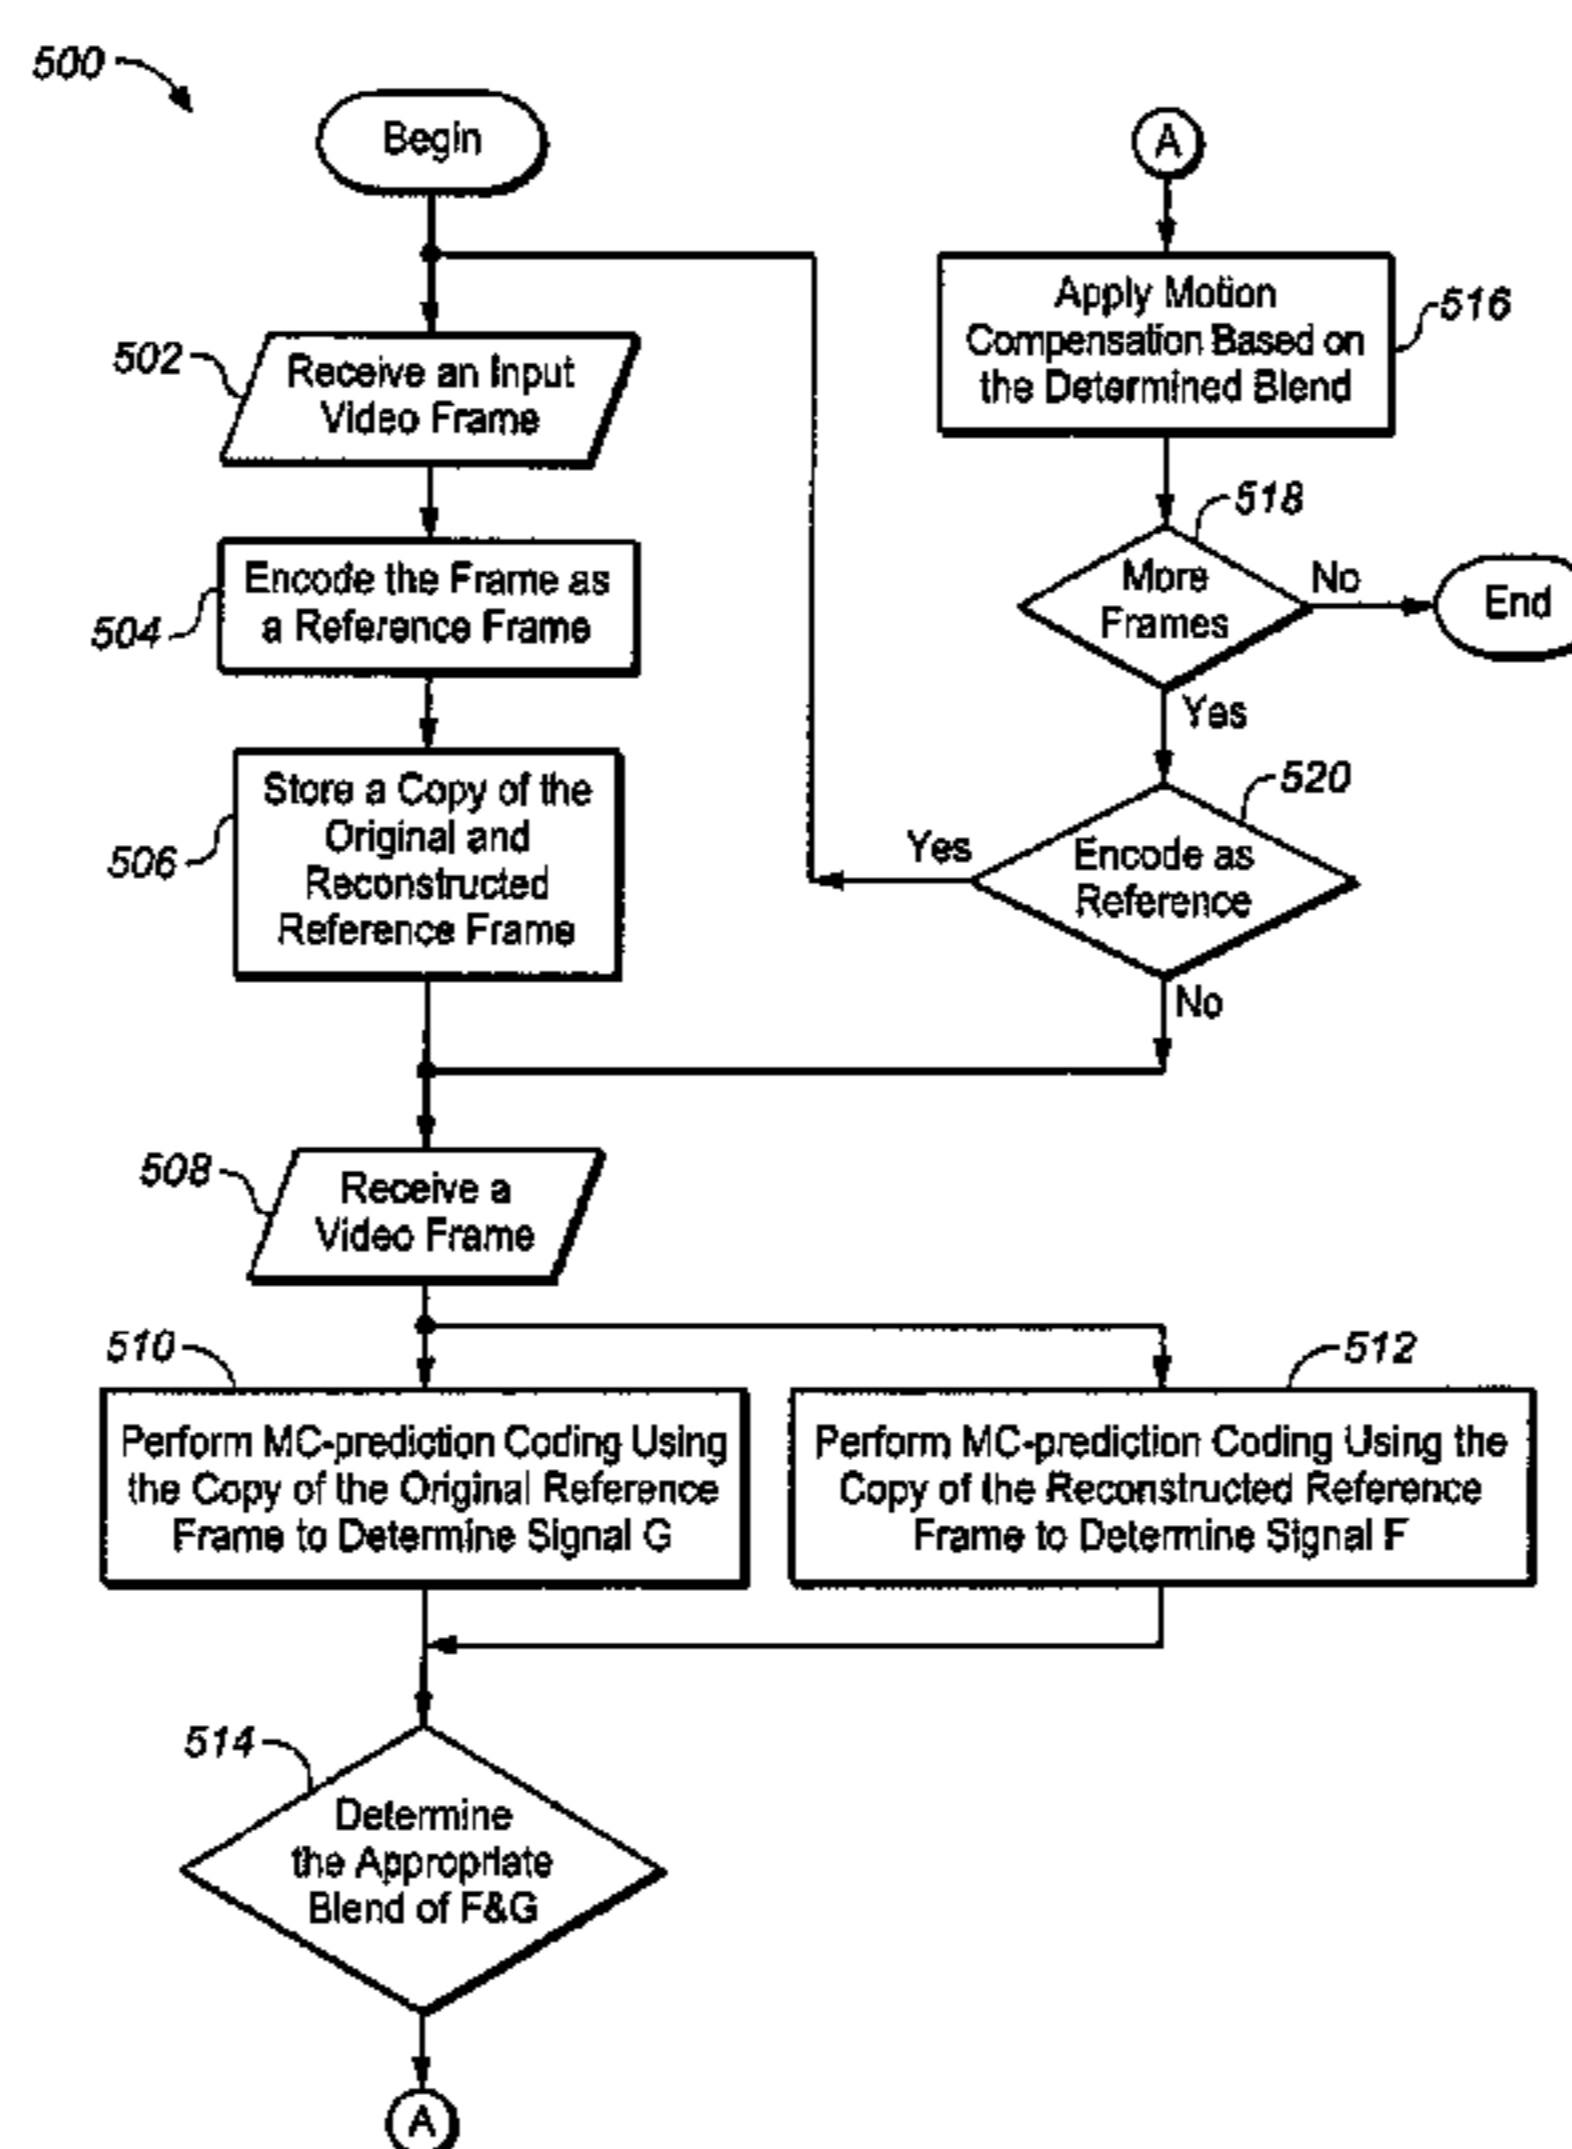 500
Begin
502
Receive an Input
Video Frame
504
Encode the Frame as
a Reference Frame
506
Store a Copy of the
Original and
Reconstructed
Reference Frame
508
Receive a
Video Frame
510
Perform MC-prediction Coding Using
the Copy of the Original Reference
Frame to Determine Signal G
512
Perform MC-prediction Coding Using the
Copy of the Reconstructed Reference
Frame to Determine Signal F
514
Determine
the Appropriate
Blend of F&G
A
A
Apply Motion
Compensation Based on
the Determined Blend
516
518
More
Frames
No
End
Yes
520
Encode as
Reference
Yes
No